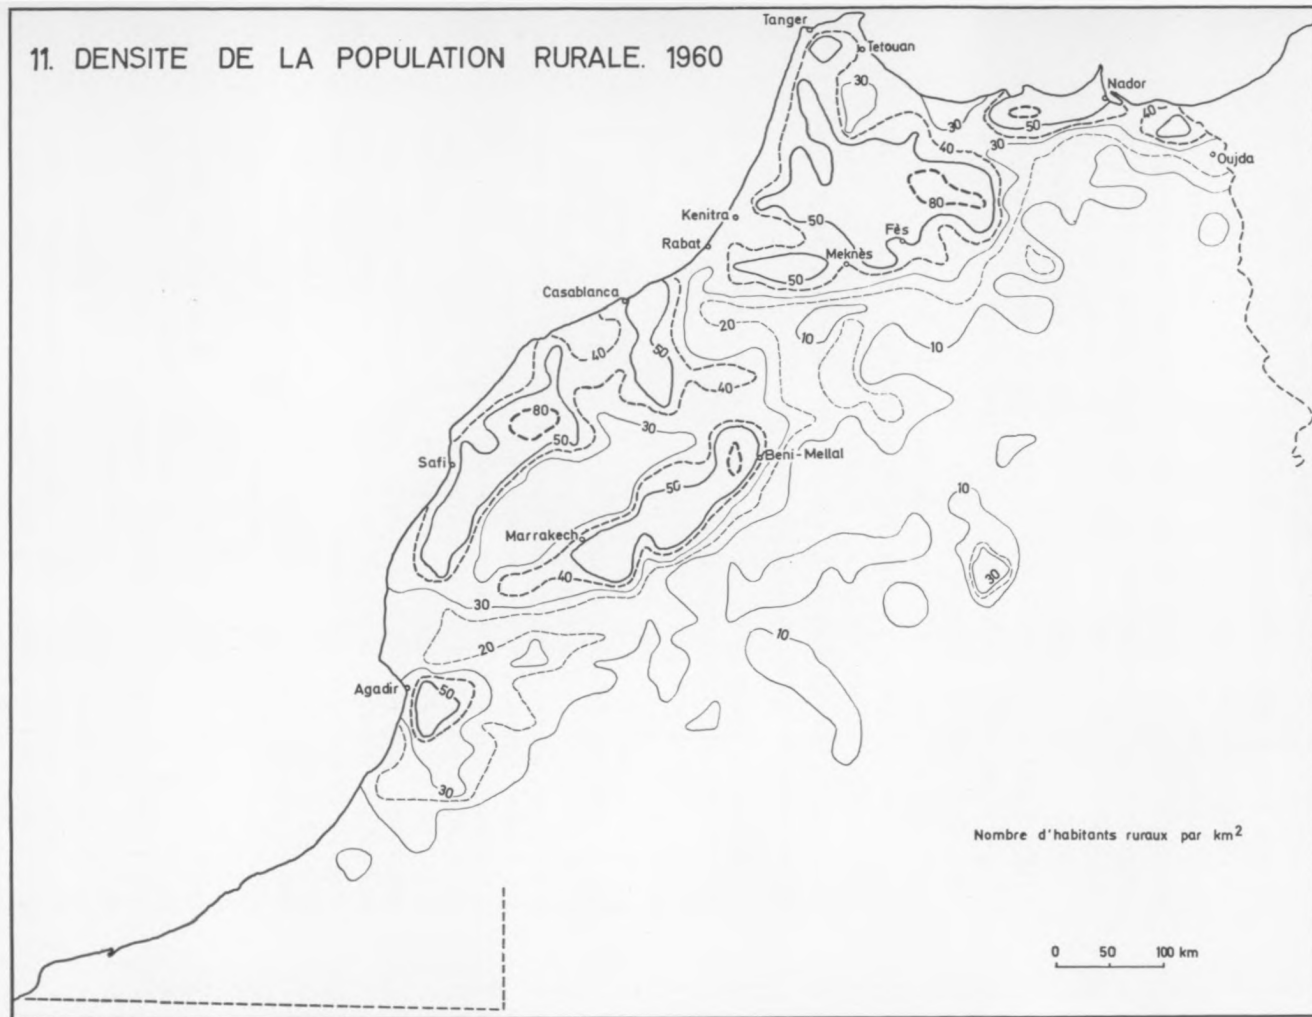 11. DENSITE DE LA POPULATION RURALE. 1960
Tanger
Tetouan
30
Nador
30
50
40
30
40
Oujda
80
Kenitra
50
Fès
Rabat
Meknès
50
Casablanca
20
10
10
40
50
40
80
30
50
Safi
Beni-Mellal
50
10
Marrakech
40
30
30
10
20
Agadir
50
30
Nombre d'habitants ruraux par km²
0 50 100 km